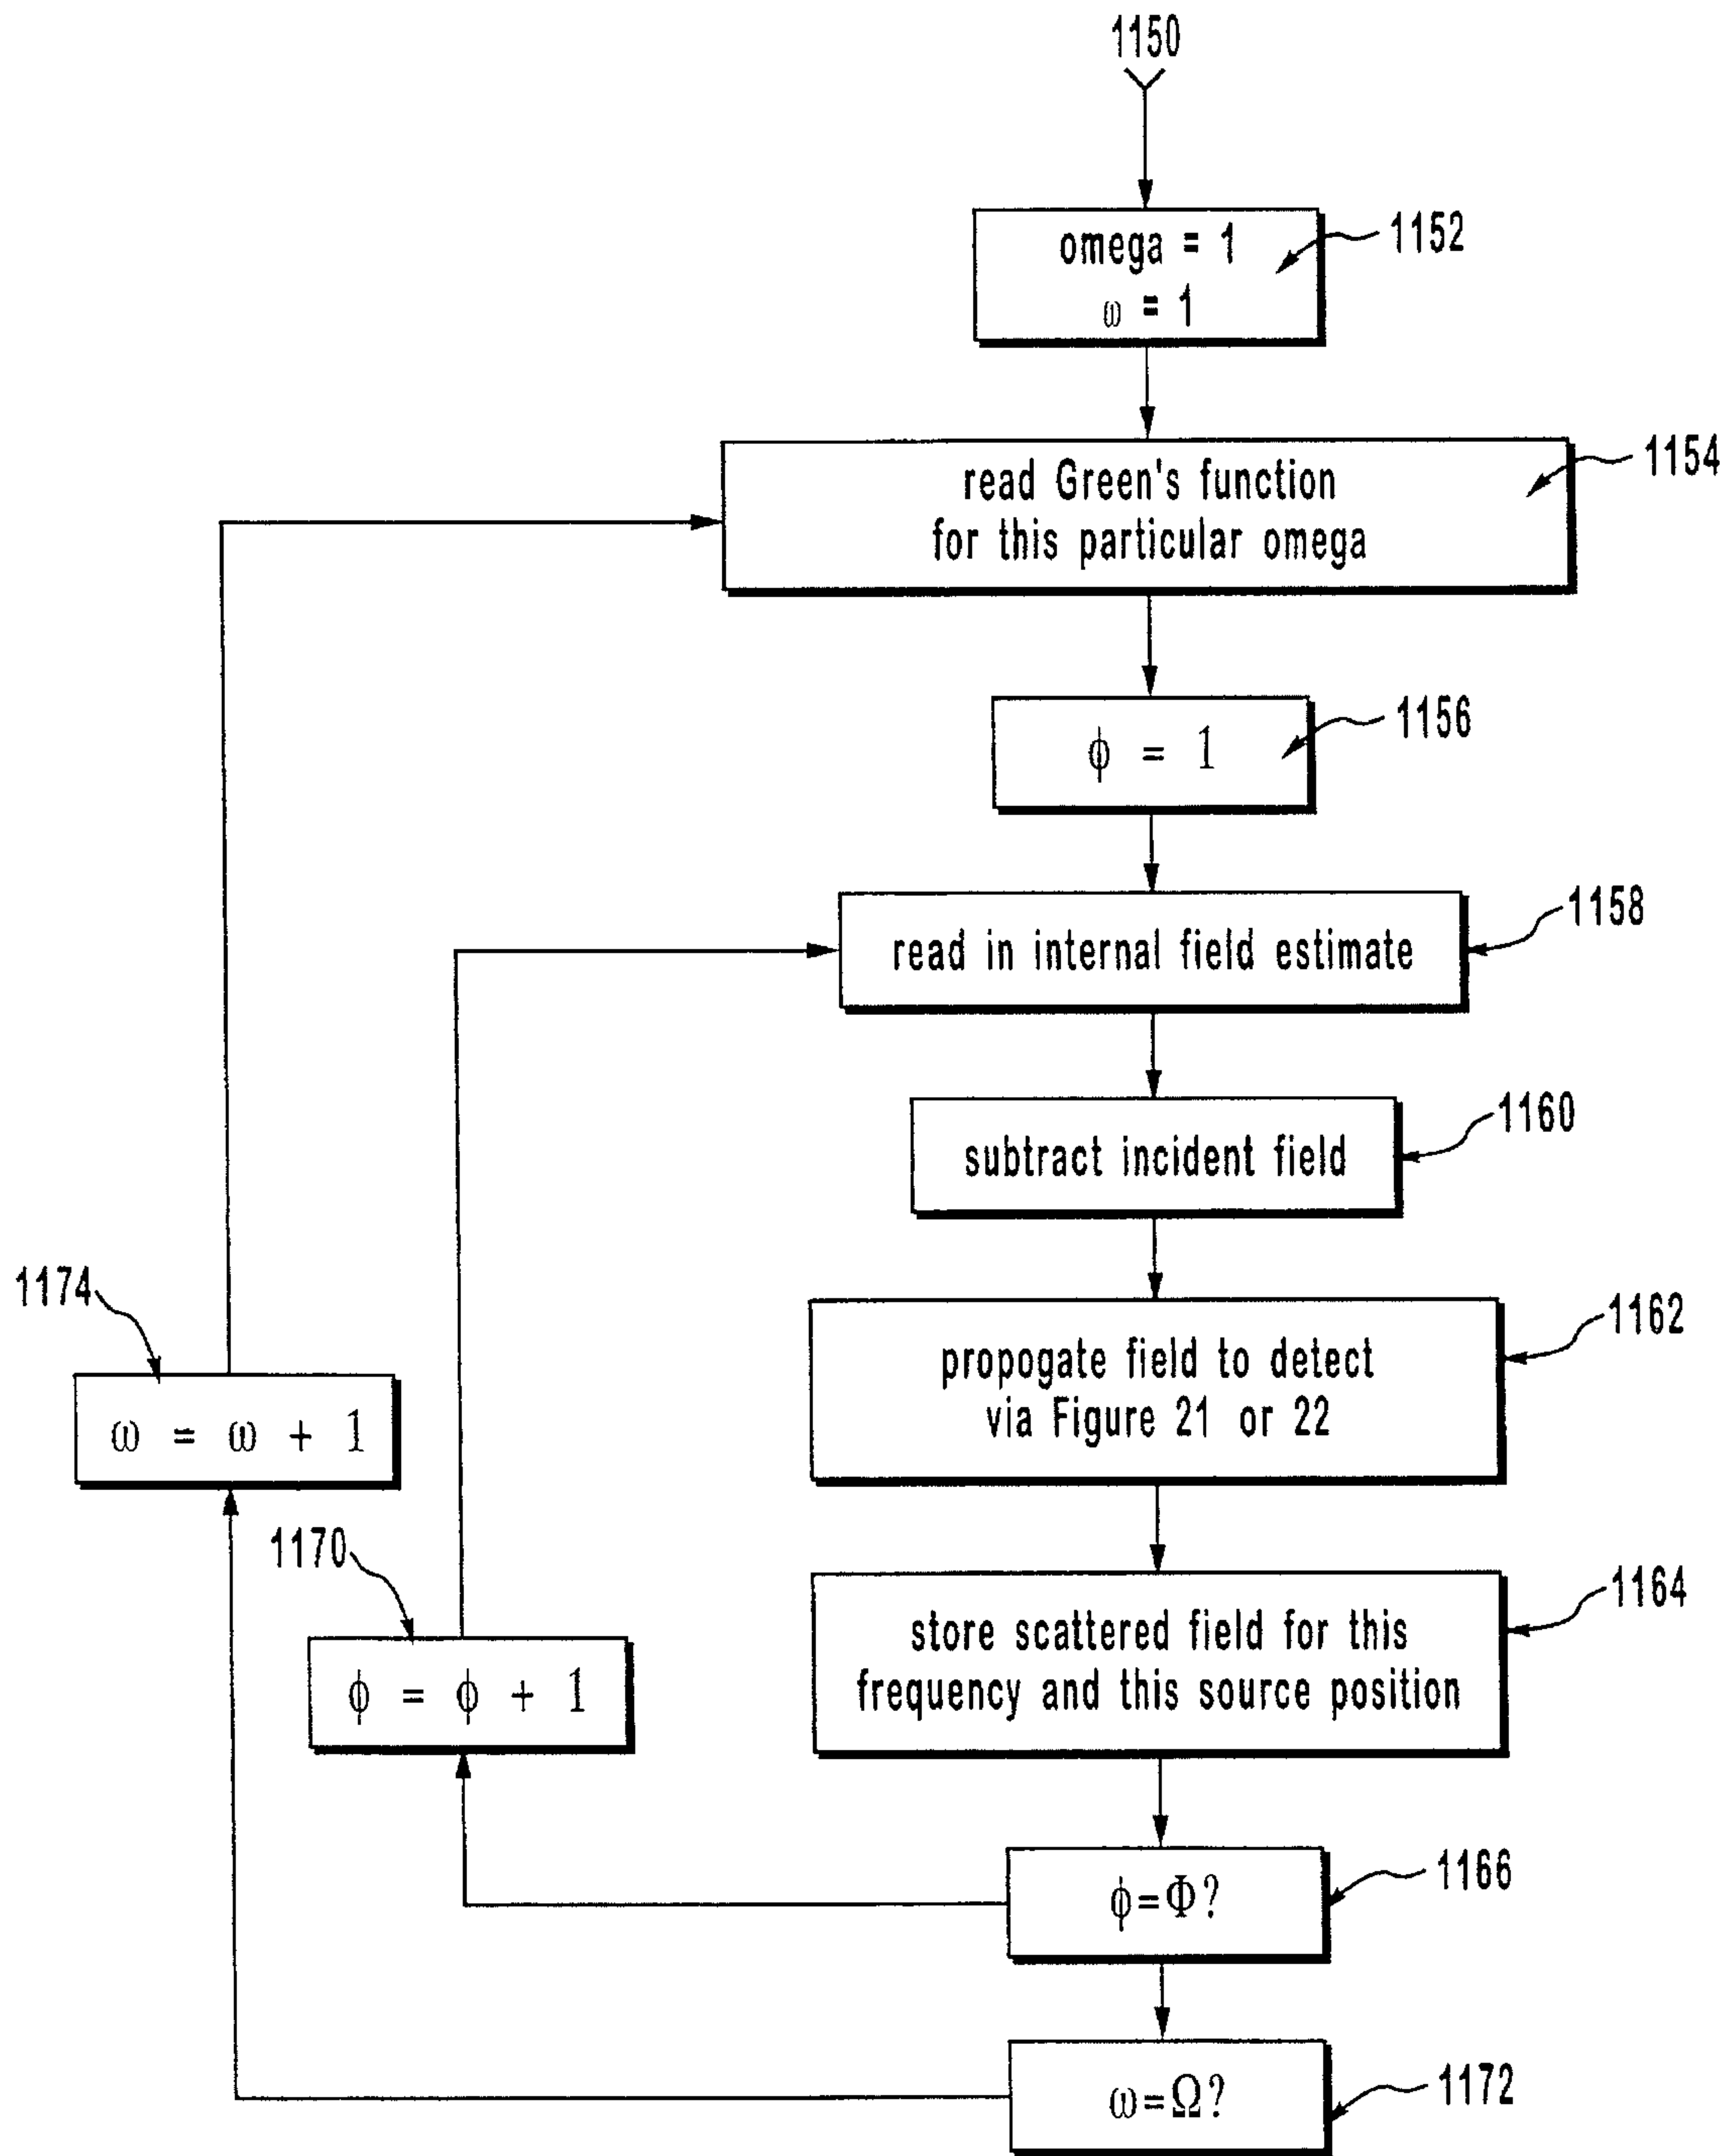 1150
omega = 1
ω = 1
1152
read Green's function
for this particular omega
1154
ϕ = 1
1156
read in internal field estimate
1158
subtract incident field
1160
propogate field to detect
via Figure 21 or 22
1162
1174
ω = ω + 1
1170
ϕ = ϕ + 1
store scattered field for this
frequency and this source position
1164
ϕ=Φ?
1166
ω=Ω?
1172